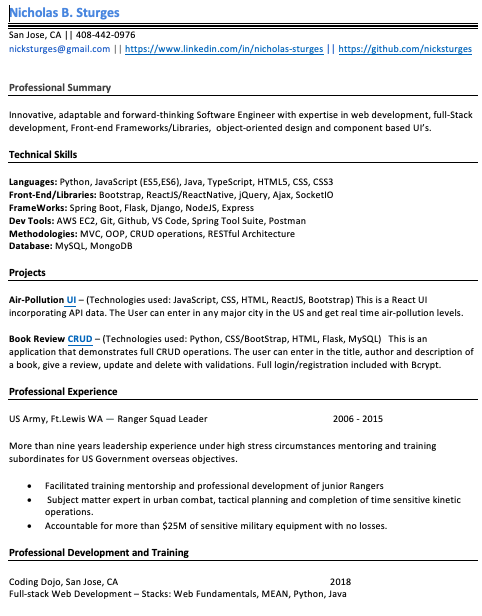 Nicholas B. Sturges
San Jose, CA || 408-442-0976
nicksturges@gmail.com || https://www.linkedin.com/in/nicholas-sturges || https://github.com/nicksturges
Professional Summary
Innovative, adaptable and forward-thinking Software Engineer with expertise in web development, full-Stack
development, Front-end Frameworks/Libraries, object-oriented design and component based UI's.
Technical Skills
Languages: Python, JavaScript (ES5,ES6), Java, TypeScript, HTML5, CSS, CSS3
Front-End/Libraries: Bootstrap, ReactJS/ReactNative, jQuery, Ajax, SocketIO
FrameWorks: Spring Boot, Flask, Django, NodeJS, Express
Dev Tools: AWS EC2, Git, Github, VS Code, Spring Tool Suite, Postman
Methodologies: MVC, OOP, CRUD operations, RESTful Architecture
Database: MySQL, MongoDB
Projects
Air-Pollution UI – (Technologies used: JavaScript, CSS, HTML, ReactJS, Bootstrap) This is a React UI
incorporating API data. The User can enter in any major city in the US and get real time air-pollution levels.
Book Review CRUD – (Technologies used: Python, CSS/BootStrap, HTML, Flask, MySQL) This is an
application that demonstrates full CRUD operations. The user can enter in the title, author and description of
a book, give a review, update and delete with validations. Full login/registration included with Bcrypt.
Professional Experience
US Army, Ft.Lewis WA — Ranger Squad Leader 2006 - 2015
More than nine years leadership experience under high stress circumstances mentoring and training
subordinates for US Government overseas objectives.
• Facilitated training mentorship and professional development of junior Rangers
• Subject matter expert in urban combat, tactical planning and completion of time sensitive kinetic
operations.
• Accountable for more than $25M of sensitive military equipment with no losses.
Professional Development and Training
Coding Dojo, San Jose, CA 2018
Full-stack Web Development – Stacks: Web Fundamentals, MEAN, Python, Java